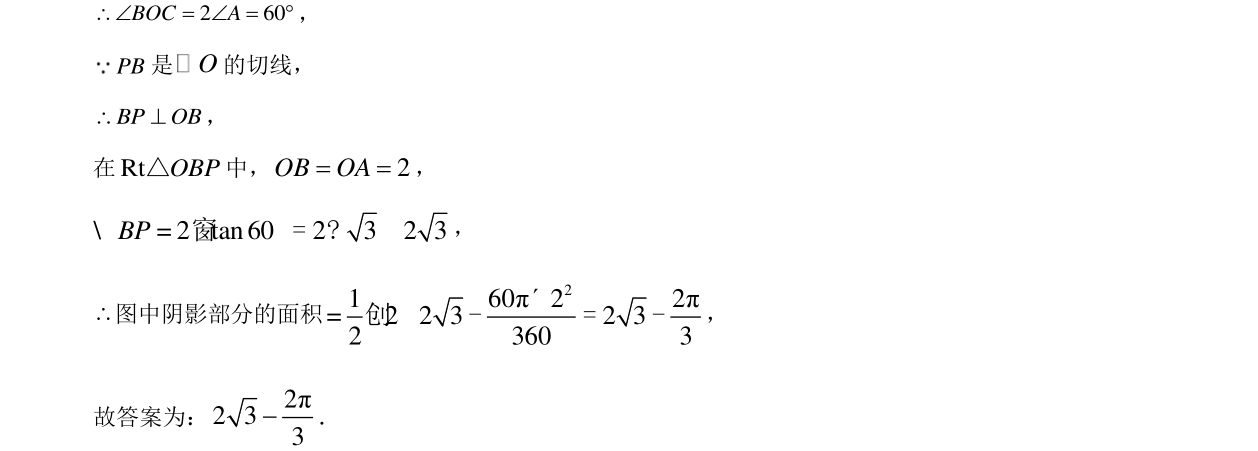 ∴∠BOC = 2∠A = 60°，
∵ PB 是□ O 的切线，
∴BP ⊥ OB，
在 Rt△OBP 中，OB = OA = 2，
\ BP = 2窗tan 60 = 2? √3 2√3，
∴图中阴影部分的面积 = 1/2 创2 2√3 − 60π´ 2²/360 = 2√3 − 2π/3，
故答案为：2√3 − 2π/3．